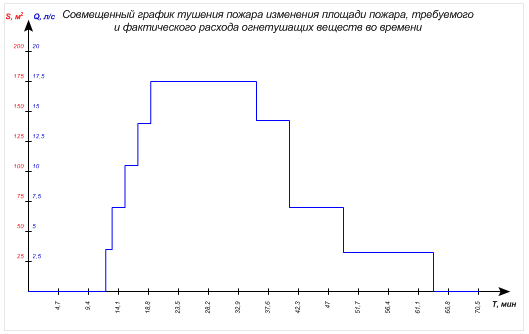 Совмещенный график тушения пожара изменения площади пожара, требуемого
и фактического расхода огнетушащих веществ во времени
S, м² Q, л/с
200 20
175 17,5
150 15
125 12,5
100 10
75 7,5
50 5
25 2,5
4,7 9,4 14,1 18,8 23,5 28,2 32,9 37,6 42,3 47 51,7 56,4 61,1 65,8 70,5 T, мин